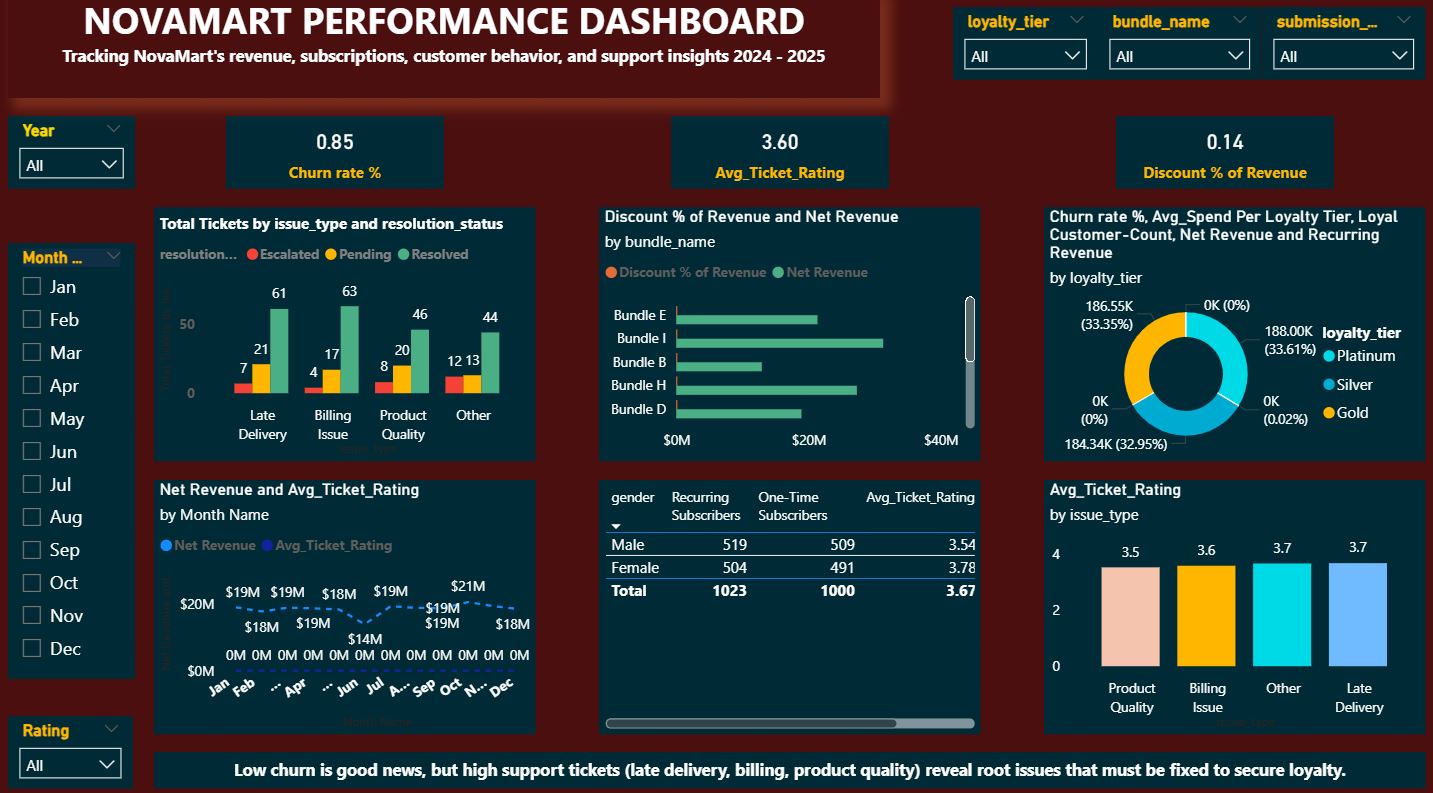 NOVAMART PERFORMANCE DASHBOARD
Tracking NovaMart's revenue, subscriptions, customer behavior, and support insights 2024 - 2025
loyalty_tier
All
bundle_name
All
submission_...
All
Year
All
0.85
Churn rate %
3.60
Avg_Ticket_Rating
0.14
Discount % of Revenue
Month ...
Jan
Feb
Mar
Apr
May
Jun
Jul
Aug
Sep
Oct
Nov
Dec
Rating
All
Total Tickets by issue_type and resolution_status
resolution... Escalated Pending Resolved
50
0
7 21 61
4 17 63
8 20 46
12 13 44
Late Delivery
Billing Issue
Product Quality
Other
Discount % of Revenue and Net Revenue
by bundle_name
Discount % of Revenue Net Revenue
Bundle E
Bundle I
Bundle B
Bundle H
Bundle D
$0M $20M $40M
Churn rate %, Avg_Spend Per Loyalty Tier, Loyal
Customer-Count, Net Revenue and Recurring
Revenue
by loyalty_tier
186.55K
(33.35%)
0K (0%)
188.00K
(33.61%)
0K
(0%)
0K
(0.02%)
184.34K (32.95%)
loyalty_tier
Platinum
Silver
Gold
Net Revenue and Avg_Ticket_Rating
by Month Name
Net Revenue Avg_Ticket_Rating
$20M
$0M
$19M $18M $19M $19M $18M $14M $19M $19M $19M $21M $18M
0M 0M 0M 0M 0M 0M 0M 0M 0M 0M 0M 0M
Jan Feb ... Apr ... Jun Jul A... Sep Oct N... Dec
Month Name
gender Recurring Subscribers One-Time Subscribers Avg_Ticket_Rating
Male 519 509 3.54
Female 504 491 3.78
Total 1023 1000 3.67
Avg_Ticket_Rating
by issue_type
4
2
0
3.5 3.6 3.7 3.7
Product Quality
Billing Issue
Other
Late Delivery
Low churn is good news, but high support tickets (late delivery, billing, product quality) reveal root issues that must be fixed to secure loyalty.